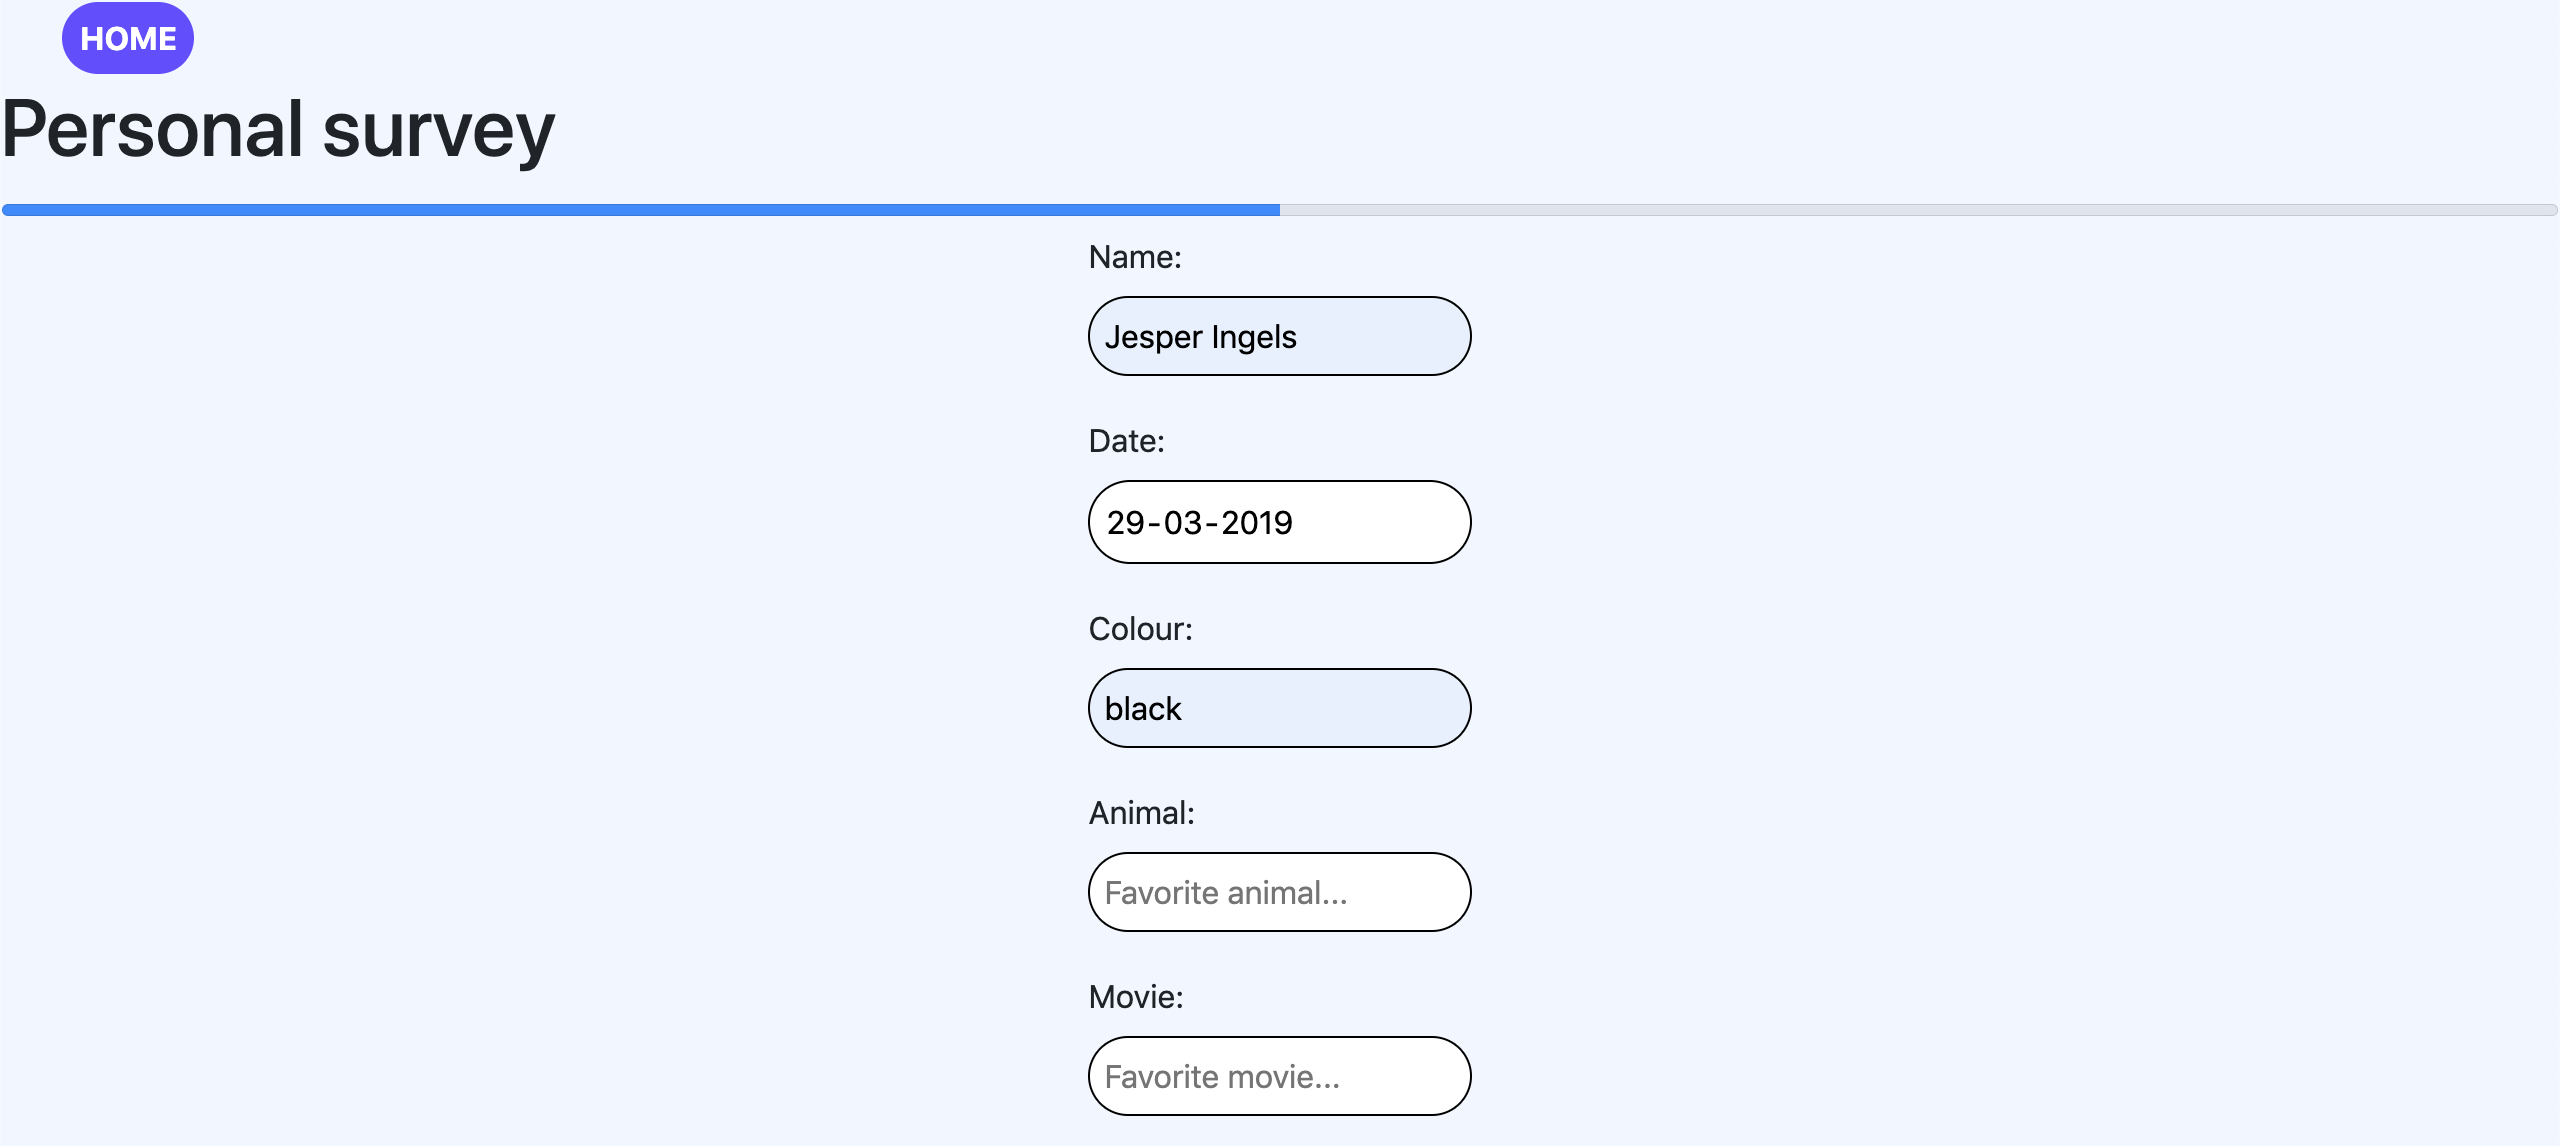 HOME
Personal survey
Name:
Jesper Ingels
Date:
29-03-2019
Colour:
black
Animal:
Favorite animal...
Movie:
Favorite movie...